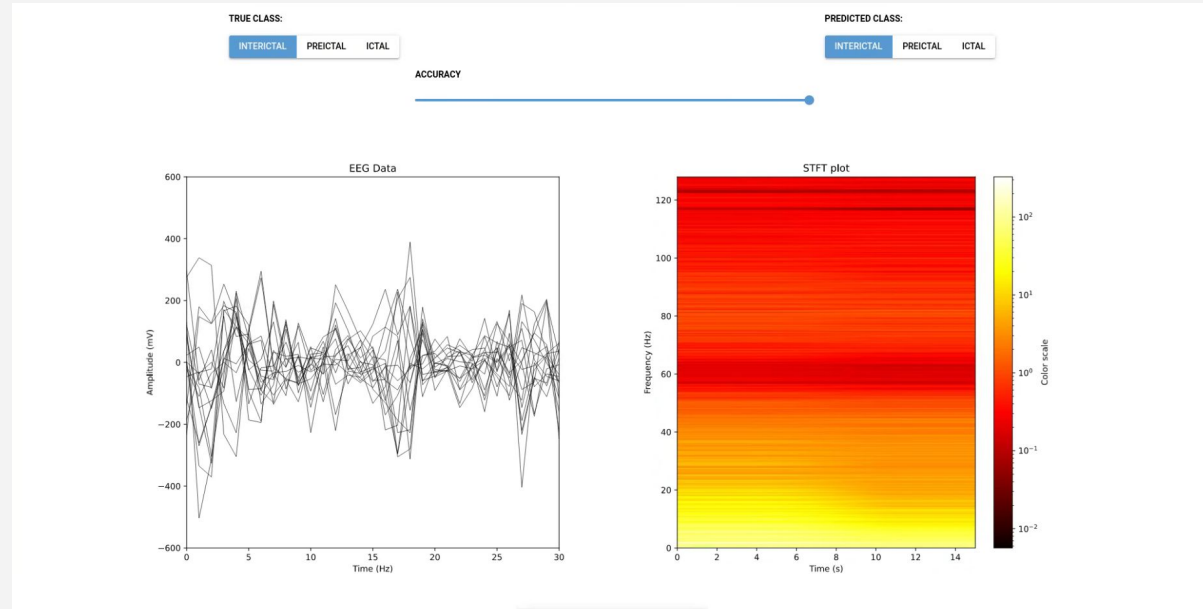 TRUE CLASS:
INTERICTAL PREICTAL ICTAL
PREDICTED CLASS:
INTERICTAL PREICTAL ICTAL
ACCURACY
EEG Data
600
400
200
0
−200
−400
−600
Amplitude (mV)
0 5 10 15 20 25 30
Time (Hz)
STFT plot
120
100
80
60
40
20
0
Frequency (Hz)
0 2 4 6 8 10 12 14
Time (s)
10²
10¹
10⁰
10⁻¹
10⁻²
Color scale